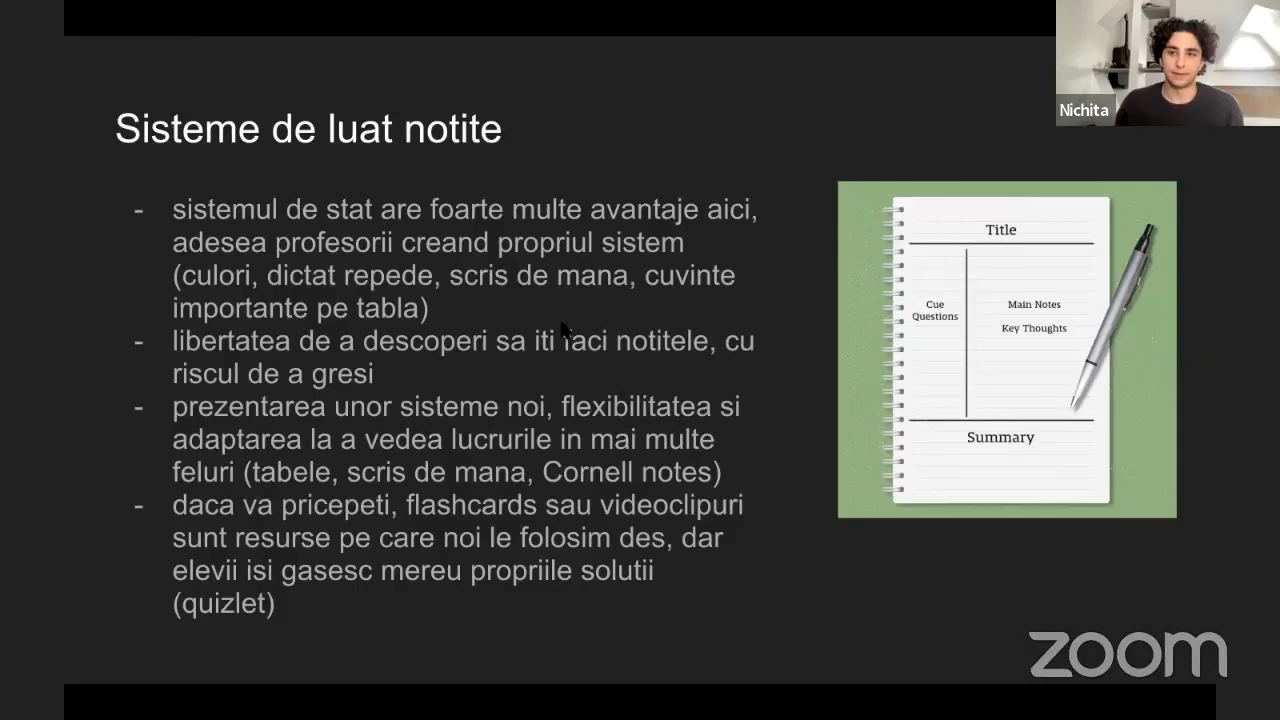 Nichita
Sisteme de luat notite
- sistemul de stat are foarte multe avantaje aici,
adesea profesorii creand propriul sistem
(culori, dictat repede, scris de mana, cuvinte
importante pe tabla)
- libertatea de a descoperi sa iti faci notitele, cu
riscul de a gresi
- prezentarea unor sisteme noi, flexibilitatea si
adaptarea la a vedea lucrurile in mai multe
feluri (tabele, scris de mana, Cornell notes)
- daca va pricepeti, flashcards sau videoclipuri
sunt resurse pe care noi le folosim des, dar
elevii isi gasesc mereu propriile solutii
(quizlet)
Title
Cue
Questions
Main Notes
Key Thoughts
Summary
zoom